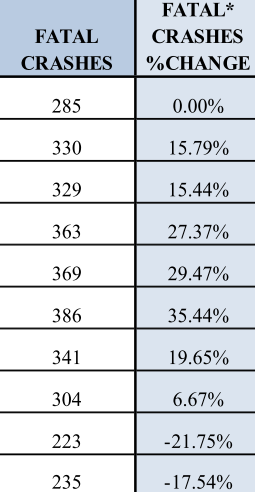 FATAL CRASHES | FATAL* CRASHES %CHANGE
285 | 0.00%
330 | 15.79%
329 | 15.44%
363 | 27.37%
369 | 29.47%
386 | 35.44%
341 | 19.65%
304 | 6.67%
223 | -21.75%
235 | -17.54%